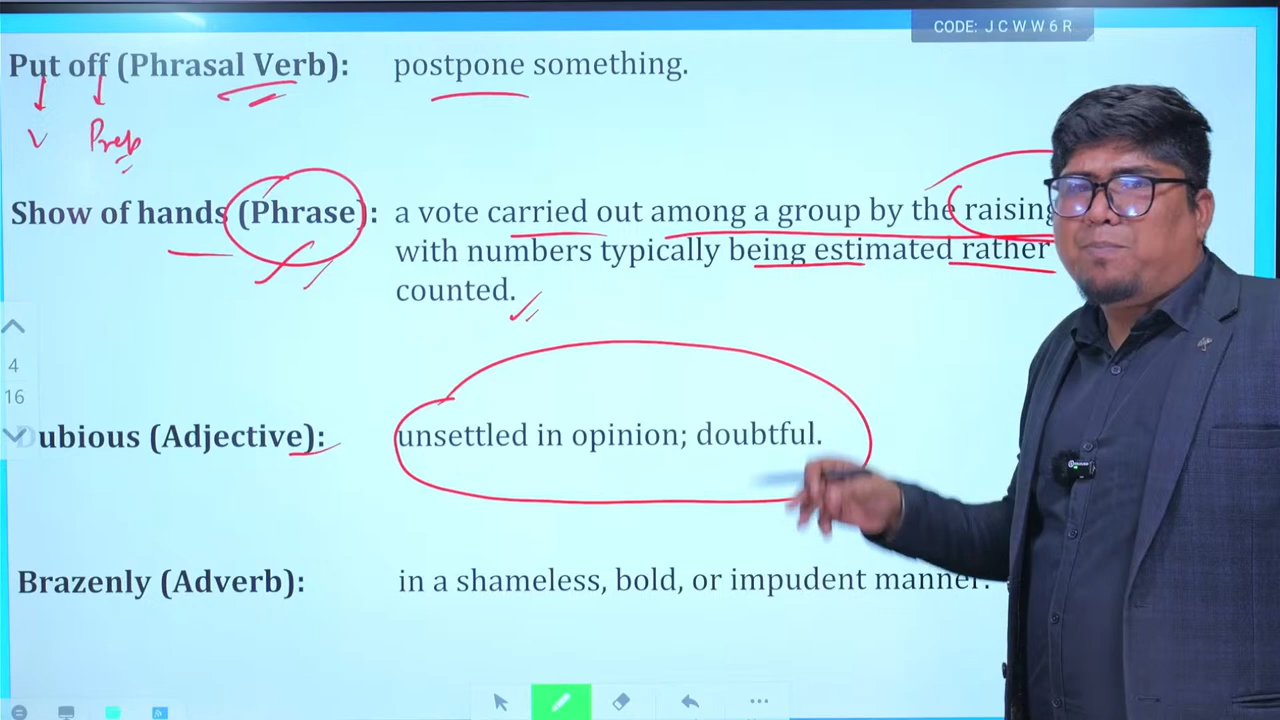 CODE: J C W W 6 R
Put off (Phrasal Verb): postpone something.
V Prep
Show of hands (Phrase): a vote carried out among a group by the raising
with numbers typically being estimated rather
counted.
4
16
ubious (Adjective): unsettled in opinion; doubtful.
Brazenly (Adverb): in a shameless, bold, or impudent manner.